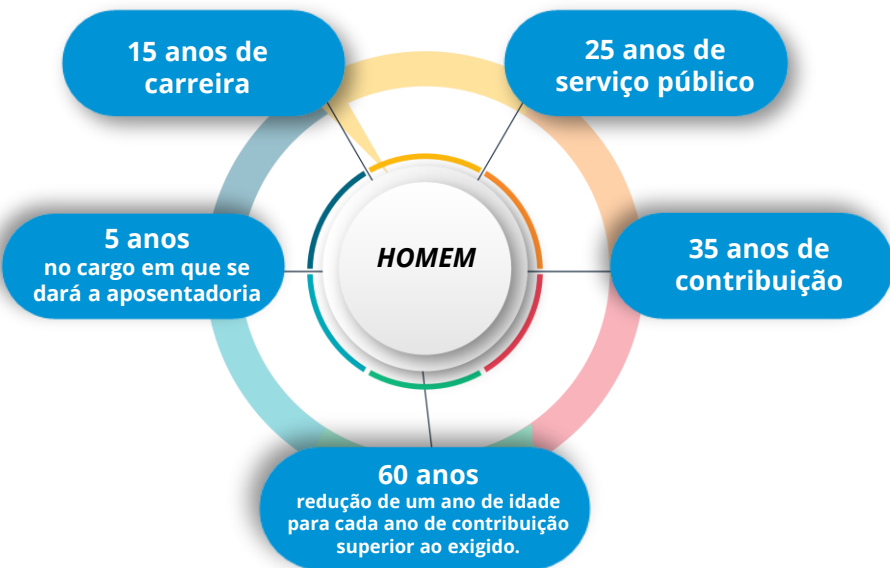 15 anos de
carreira
25 anos de
serviço público
5 anos
no cargo em que se
dará a aposentadoria
HOMEM
35 anos de
contribuição
60 anos
redução de um ano de idade
para cada ano de contribuição
superior ao exigido.